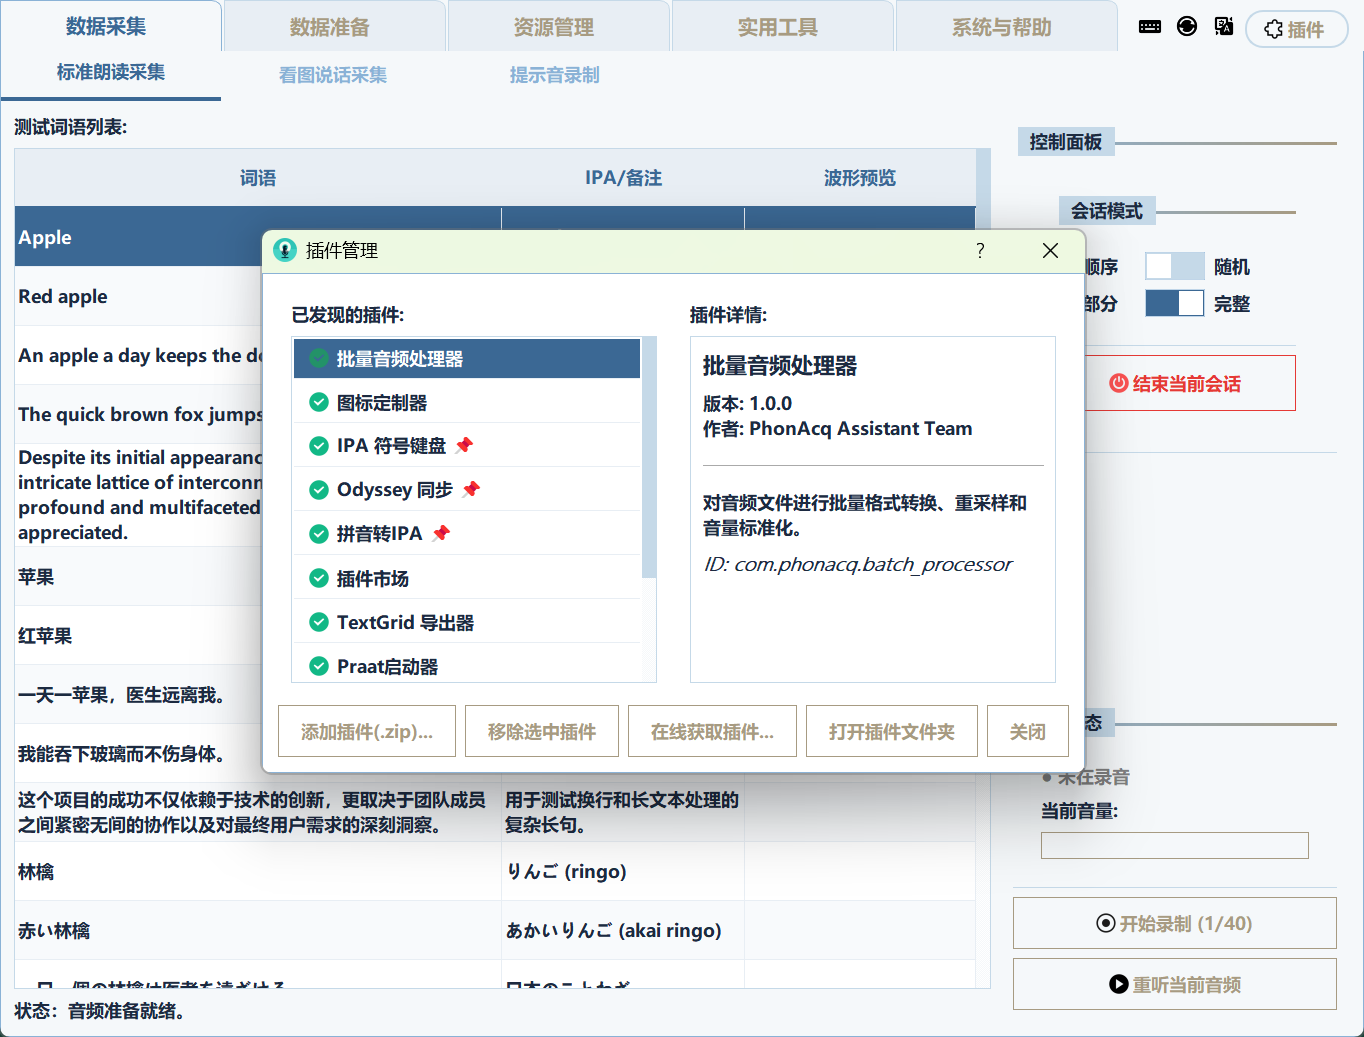 数据采集
数据准备
资源管理
实用工具
系统与帮助
插件
标准朗读采集
看图说话采集
提示音录制
测试词语列表:
词语
IPA/备注
波形预览
Apple
Red apple
An apple a day keeps the d
The quick brown fox jumps
Despite its initial appearanc
intricate lattice of interconn
profound and multifaceted
appreciated.
苹果
红苹果
一天一苹果，医生远离我。
我能吞下玻璃而不伤身体。
这个项目的成功不仅依赖于技术的创新，更取决于团队成员
之间紧密无间的协作以及对最终用户需求的深刻洞察。
用于测试换行和长文本处理的
复杂长句。
林檎
りんご (ringo)
赤い林檎
あかいりんご (akai ringo)
状态：音频准备就绪。
控制面板
会话模式
顺序
随机
部分
完整
结束当前会话
态
未在录音
当前音量:
开始录制 (1/40)
重听当前音频
插件管理
?
已发现的插件:
批量音频处理器
图标定制器
IPA 符号键盘 📌
Odyssey 同步 📌
拼音转IPA 📌
插件市场
TextGrid 导出器
Praat启动器
插件详情:
批量音频处理器
版本: 1.0.0
作者: PhonAcq Assistant Team
对音频文件进行批量格式转换、重采样和
音量标准化。
ID: com.phonacq.batch_processor
添加插件(.zip)...
移除选中插件
在线获取插件...
打开插件文件夹
关闭